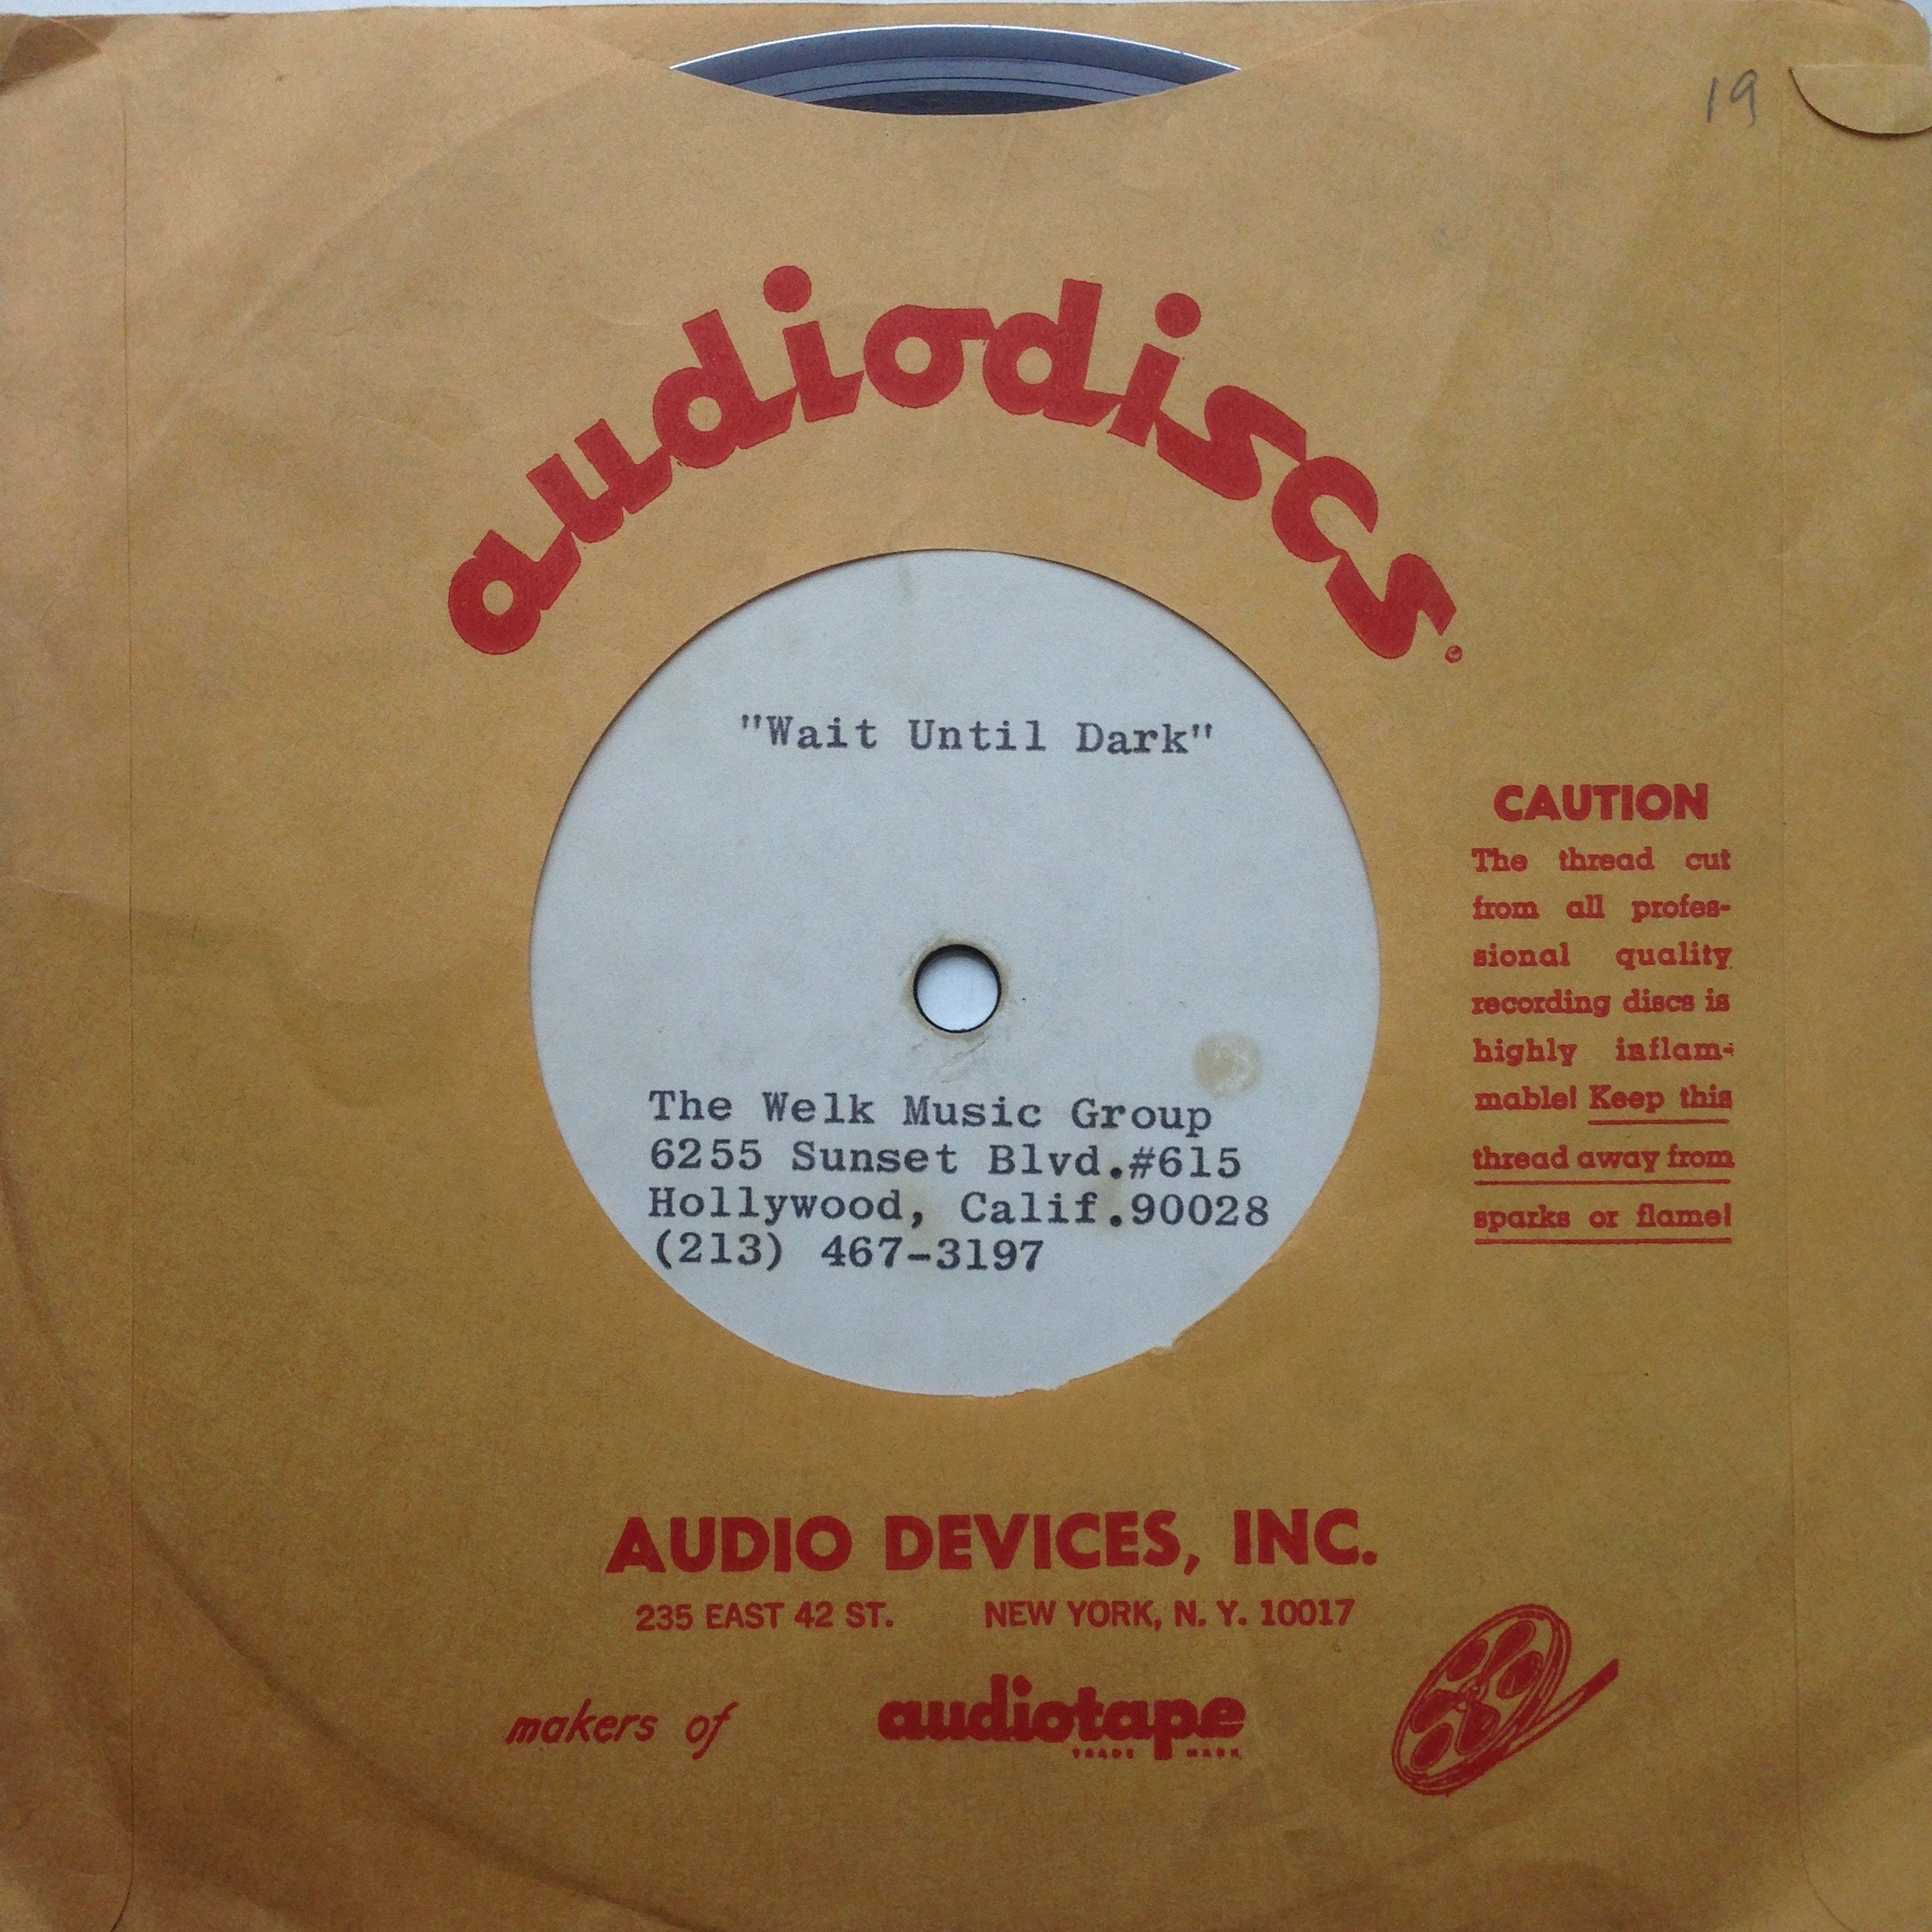 19
audiodiscs
"Wait Until Dark"
The Welk Music Group
6255 Sunset Blvd.#615
Hollywood, Calif.90028
(213) 467-3197
CAUTION
The thread cut
from all profes-
sional quality
recording discs is
highly inflam-
mable! Keep this
thread away from
sparks or flame!
AUDIO DEVICES, INC.
235 EAST 42 ST. NEW YORK, N. Y. 10017
makers of audiotape
TRADE MARK